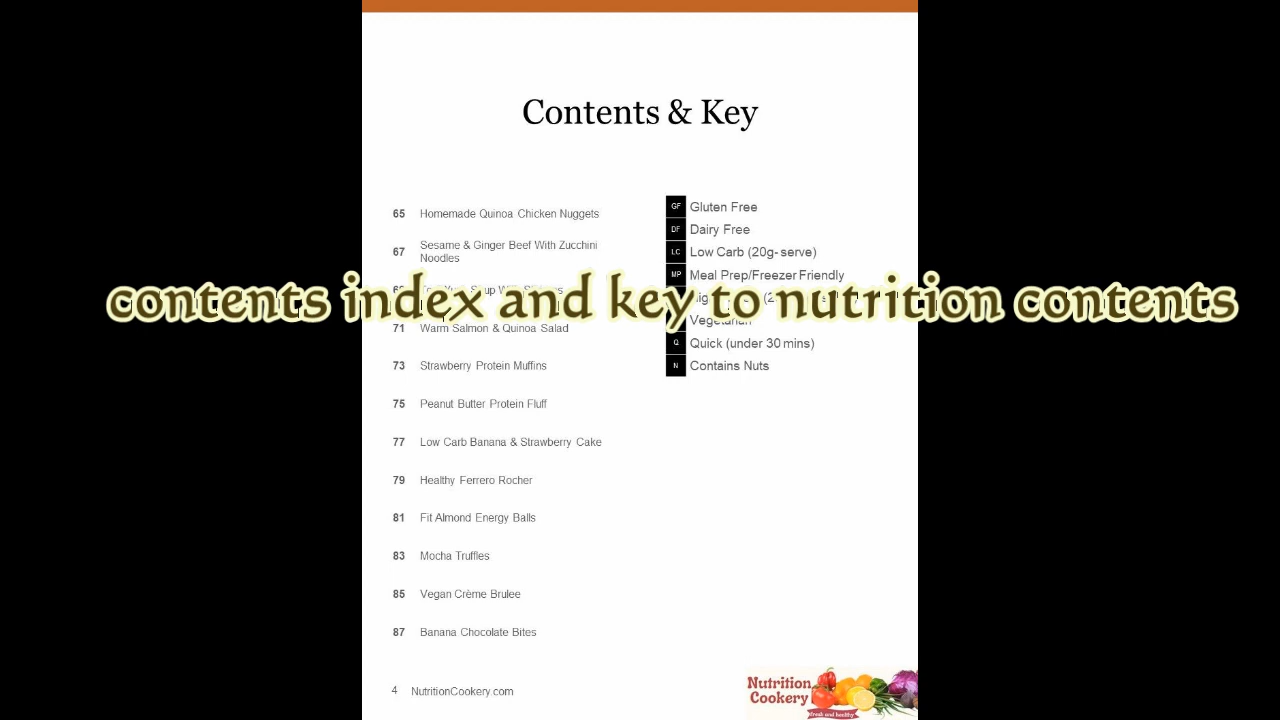 Contents & Key
65 Homemade Quinoa Chicken Nuggets
67 Sesame & Ginger Beef With Zucchini
Noodles
71 Warm Salmon & Quinoa Salad
73 Strawberry Protein Muffins
75 Peanut Butter Protein Fluff
77 Low Carb Banana & Strawberry Cake
79 Healthy Ferrero Rocher
81 Fit Almond Energy Balls
83 Mocha Truffles
85 Vegan Crème Brulee
87 Banana Chocolate Bites
GF Gluten Free
DF Dairy Free
LC Low Carb (20g- serve)
MP Meal Prep/Freezer Friendly
Vegetarian
Q Quick (under 30 mins)
N Contains Nuts
contents index and key to nutrition contents
4 NutritionCookery.com
Nutrition
Cookery
fresh and healthy